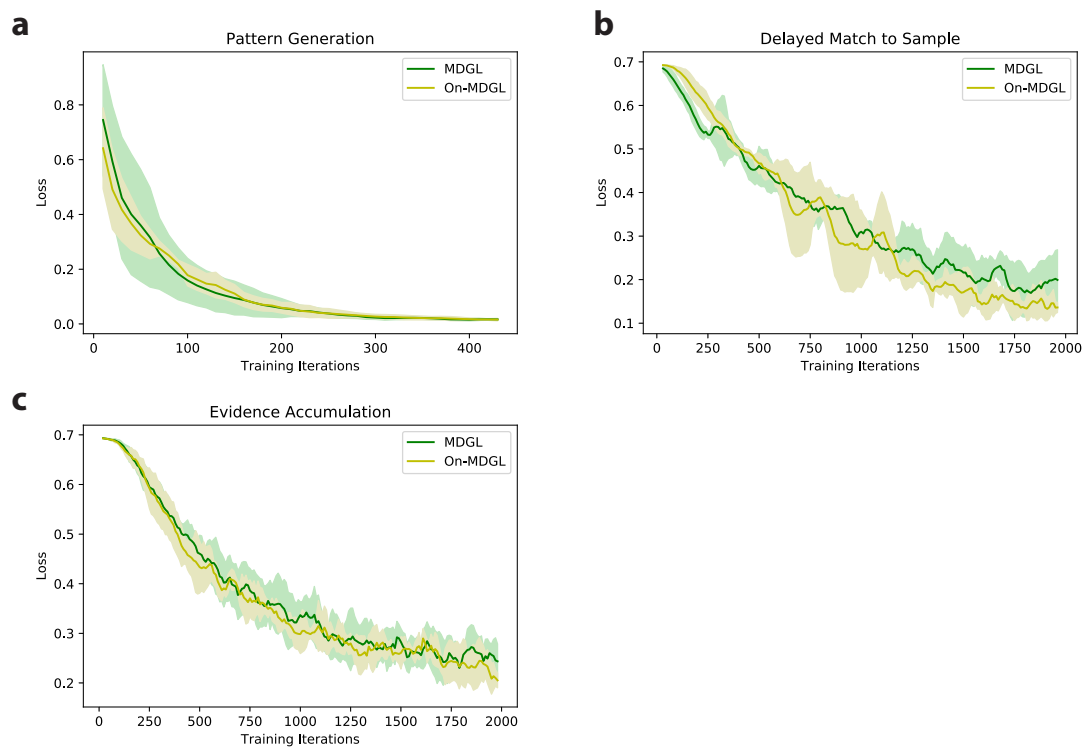 a
Pattern Generation
MDGL
On-MDGL
0.8
0.6
0.4
0.2
0.0
Loss
0 100 200 300 400
Training Iterations
b
Delayed Match to Sample
MDGL
On-MDGL
0.7
0.6
0.5
0.4
0.3
0.2
0.1
Loss
0 250 500 750 1000 1250 1500 1750 2000
Training Iterations
c
Evidence Accumulation
MDGL
On-MDGL
0.7
0.6
0.5
0.4
0.3
0.2
Loss
0 250 500 750 1000 1250 1500 1750 2000
Training Iterations